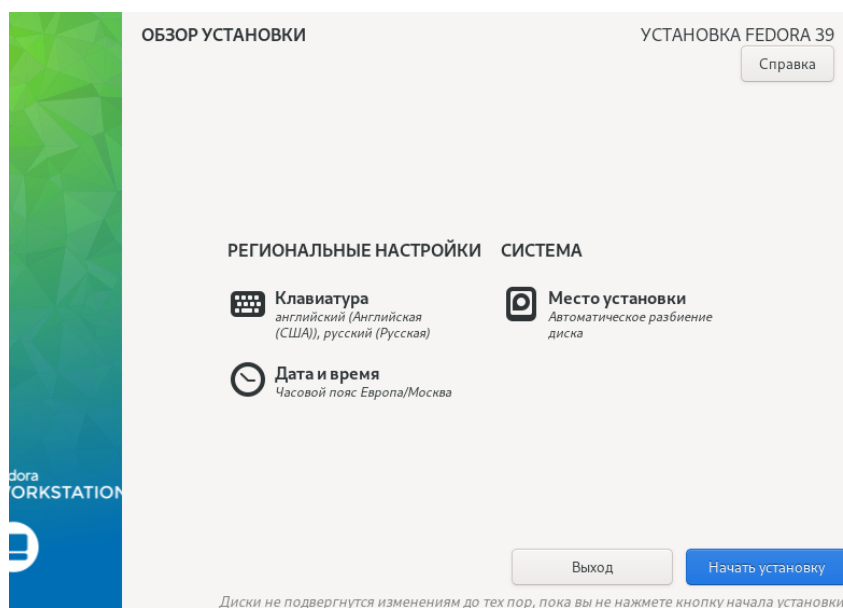 ОБЗОР УСТАНОВКИ
УСТАНОВКА FEDORA 39
Справка
РЕГИОНАЛЬНЫЕ НАСТРОЙКИ
СИСТЕМА
Клавиатура
английский (Английская
(США)), русский (Русская)
Место установки
Автоматическое разбиение
диска
Дата и время
Часовой пояс Европа/Москва
dora
ORKSTATION
Выход
Начать установку
Диски не подвергнутся изменениям до тех пор, пока вы не нажмете кнопку начала установки